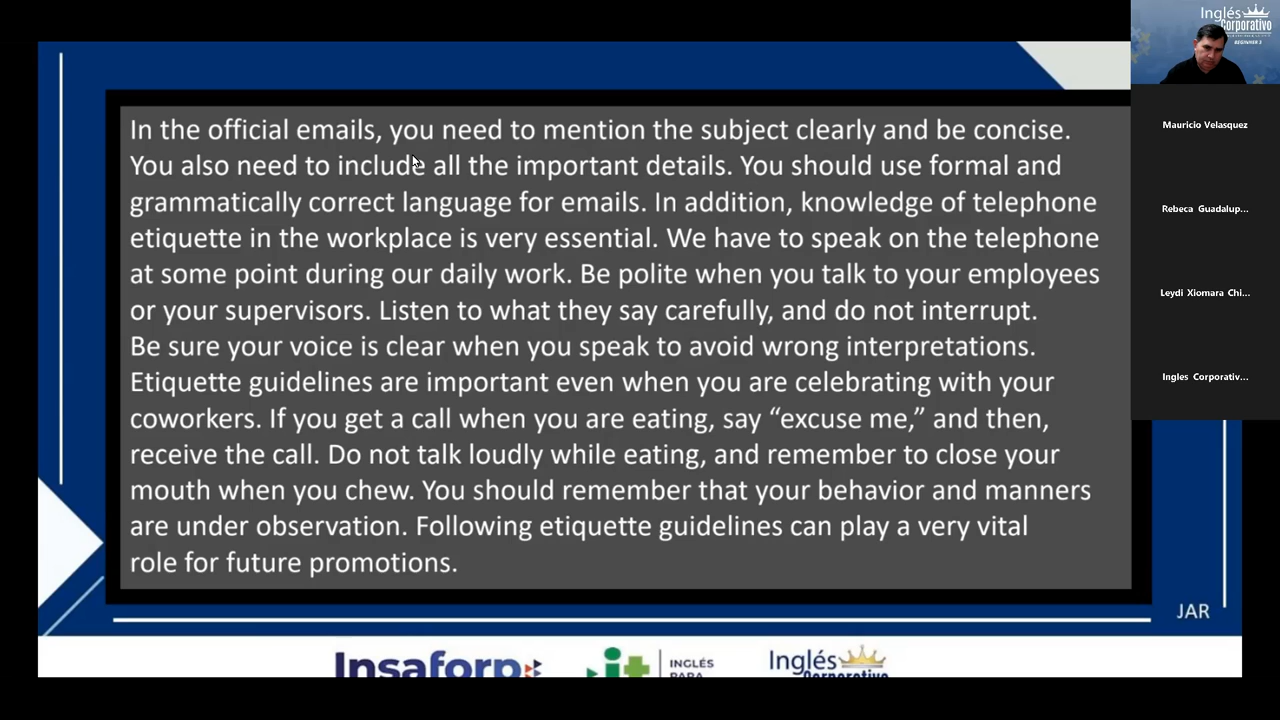 In the official emails, you need to mention the subject clearly and be concise.
You also need to include all the important details. You should use formal and
grammatically correct language for emails. In addition, knowledge of telephone
etiquette in the workplace is very essential. We have to speak on the telephone
at some point during our daily work. Be polite when you talk to your employees
or your supervisors. Listen to what they say carefully, and do not interrupt.
Be sure your voice is clear when you speak to avoid wrong interpretations.
Etiquette guidelines are important even when you are celebrating with your
coworkers. If you get a call when you are eating, say “excuse me,” and then,
receive the call. Do not talk loudly while eating, and remember to close your
mouth when you chew. You should remember that your behavior and manners
are under observation. Following etiquette guidelines can play a very vital
role for future promotions.
JAR
Insaforp
it+
INGLÉS
PARA
Inglés
Corporativo
Inglés
Corporativo
BEGINNER 3
Mauricio Velasquez
Rebeca Guadalup...
Leydi Xiomara Chi...
Ingles Corporativ...